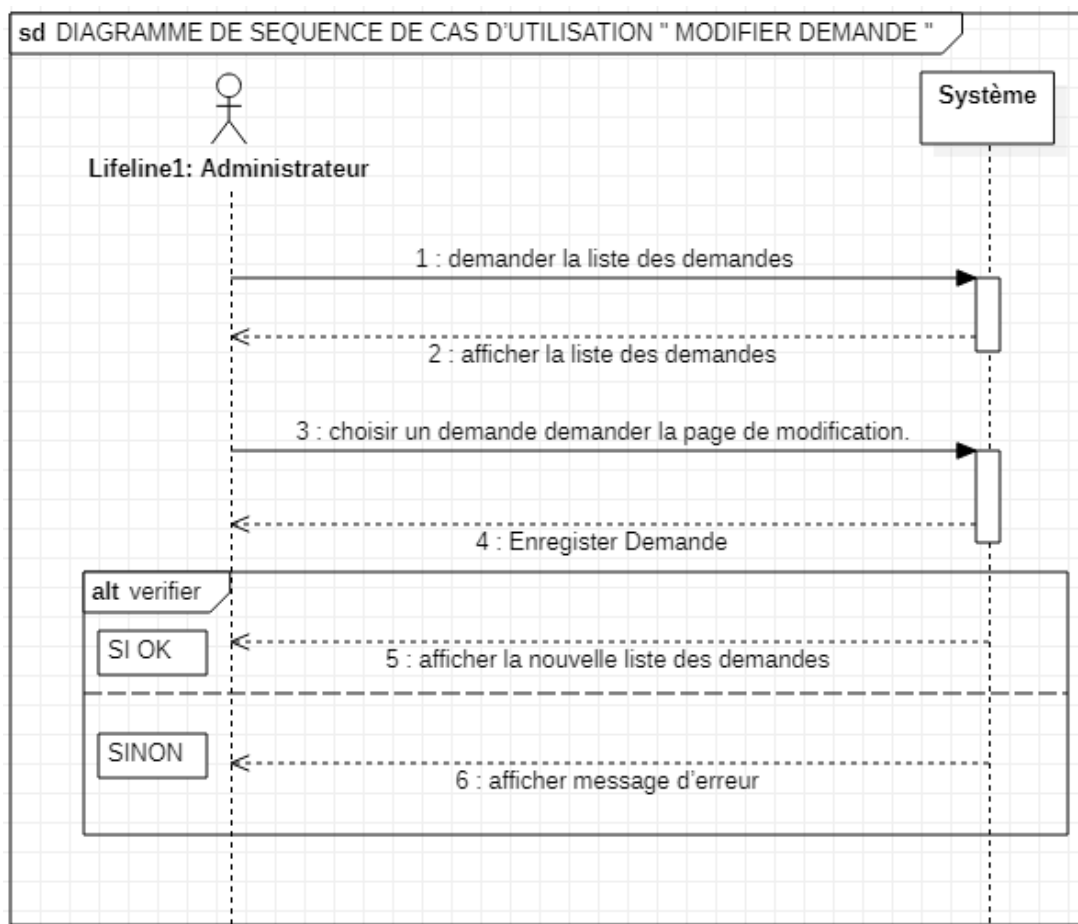 sd DIAGRAMME DE SEQUENCE DE CAS D'UTILISATION " MODIFIER DEMANDE "
Système
Lifeline1: Administrateur
1 : demander la liste des demandes
2 : afficher la liste des demandes
3 : choisir un demande demander la page de modification.
4 : Enregister Demande
alt verifier
SI OK
5 : afficher la nouvelle liste des demandes
SINON
6 : afficher message d'erreur